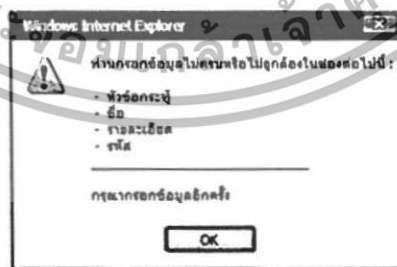 Windows Internet Explorer
ท่านกรอกข้อมูลไม่ครบหรือไม่ถูกต้องในช่องต่อไปนี้ :
- หัวข้อกระทู้
- ชื่อ
- รายละเอียด
- รหัส
กรุณากรอกข้อมูลอีกครั้ง
OK